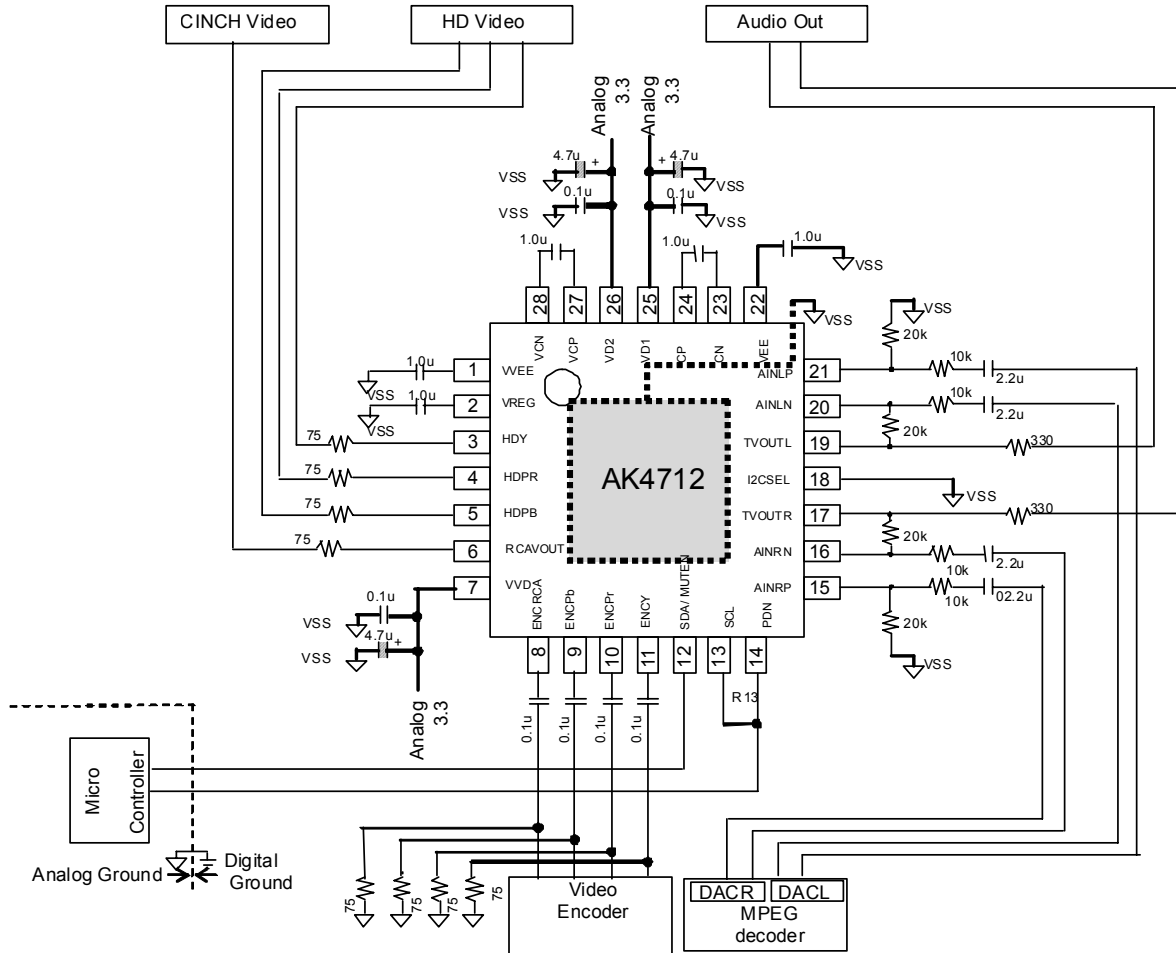 CINCH Video
HD Video
Audio Out
Analog
3.3
Analog
3.3
4.7u
+
VSS
0.1u
VSS
+
4.7u
VSS
0.1u
VSS
1.0u
1.0u
1.0u
VSS
28
27
26
25
24
23
22
VCN
VCP
VD2
VD1
CP
CN
VEE
VSS
VSS
20k
1.0u
VSS
1
VVEE
AINLP
21
10k
2.2u
1.0u
VSS
2
VREG
AINLN
20
10k
2.2u
20k
75
3
HDY
TVOUTL
19
330
75
4
HDPR
AK4712
I2CSEL
18
VSS
75
5
HDPB
TVOUTR
17
330
20k
75
6
RCAVOUT
AINRN
16
10k
2.2u
7
VVD
AINRP
15
10k
02.2u
20k
VSS
0.1u
VSS
4.7u
+
VSS
Analog
3.3
ENCRCA
ENCPb
ENCPr
ENCY
SDA/ MUTEN
SCL
PDN
8
9
10
11
12
13
14
R13
0.1u
0.1u
0.1u
0.1u
Micro
Controller
Analog Ground
Digital
Ground
75
75
75
75
Video
Encoder
DACR
DACL
MPEG
decoder